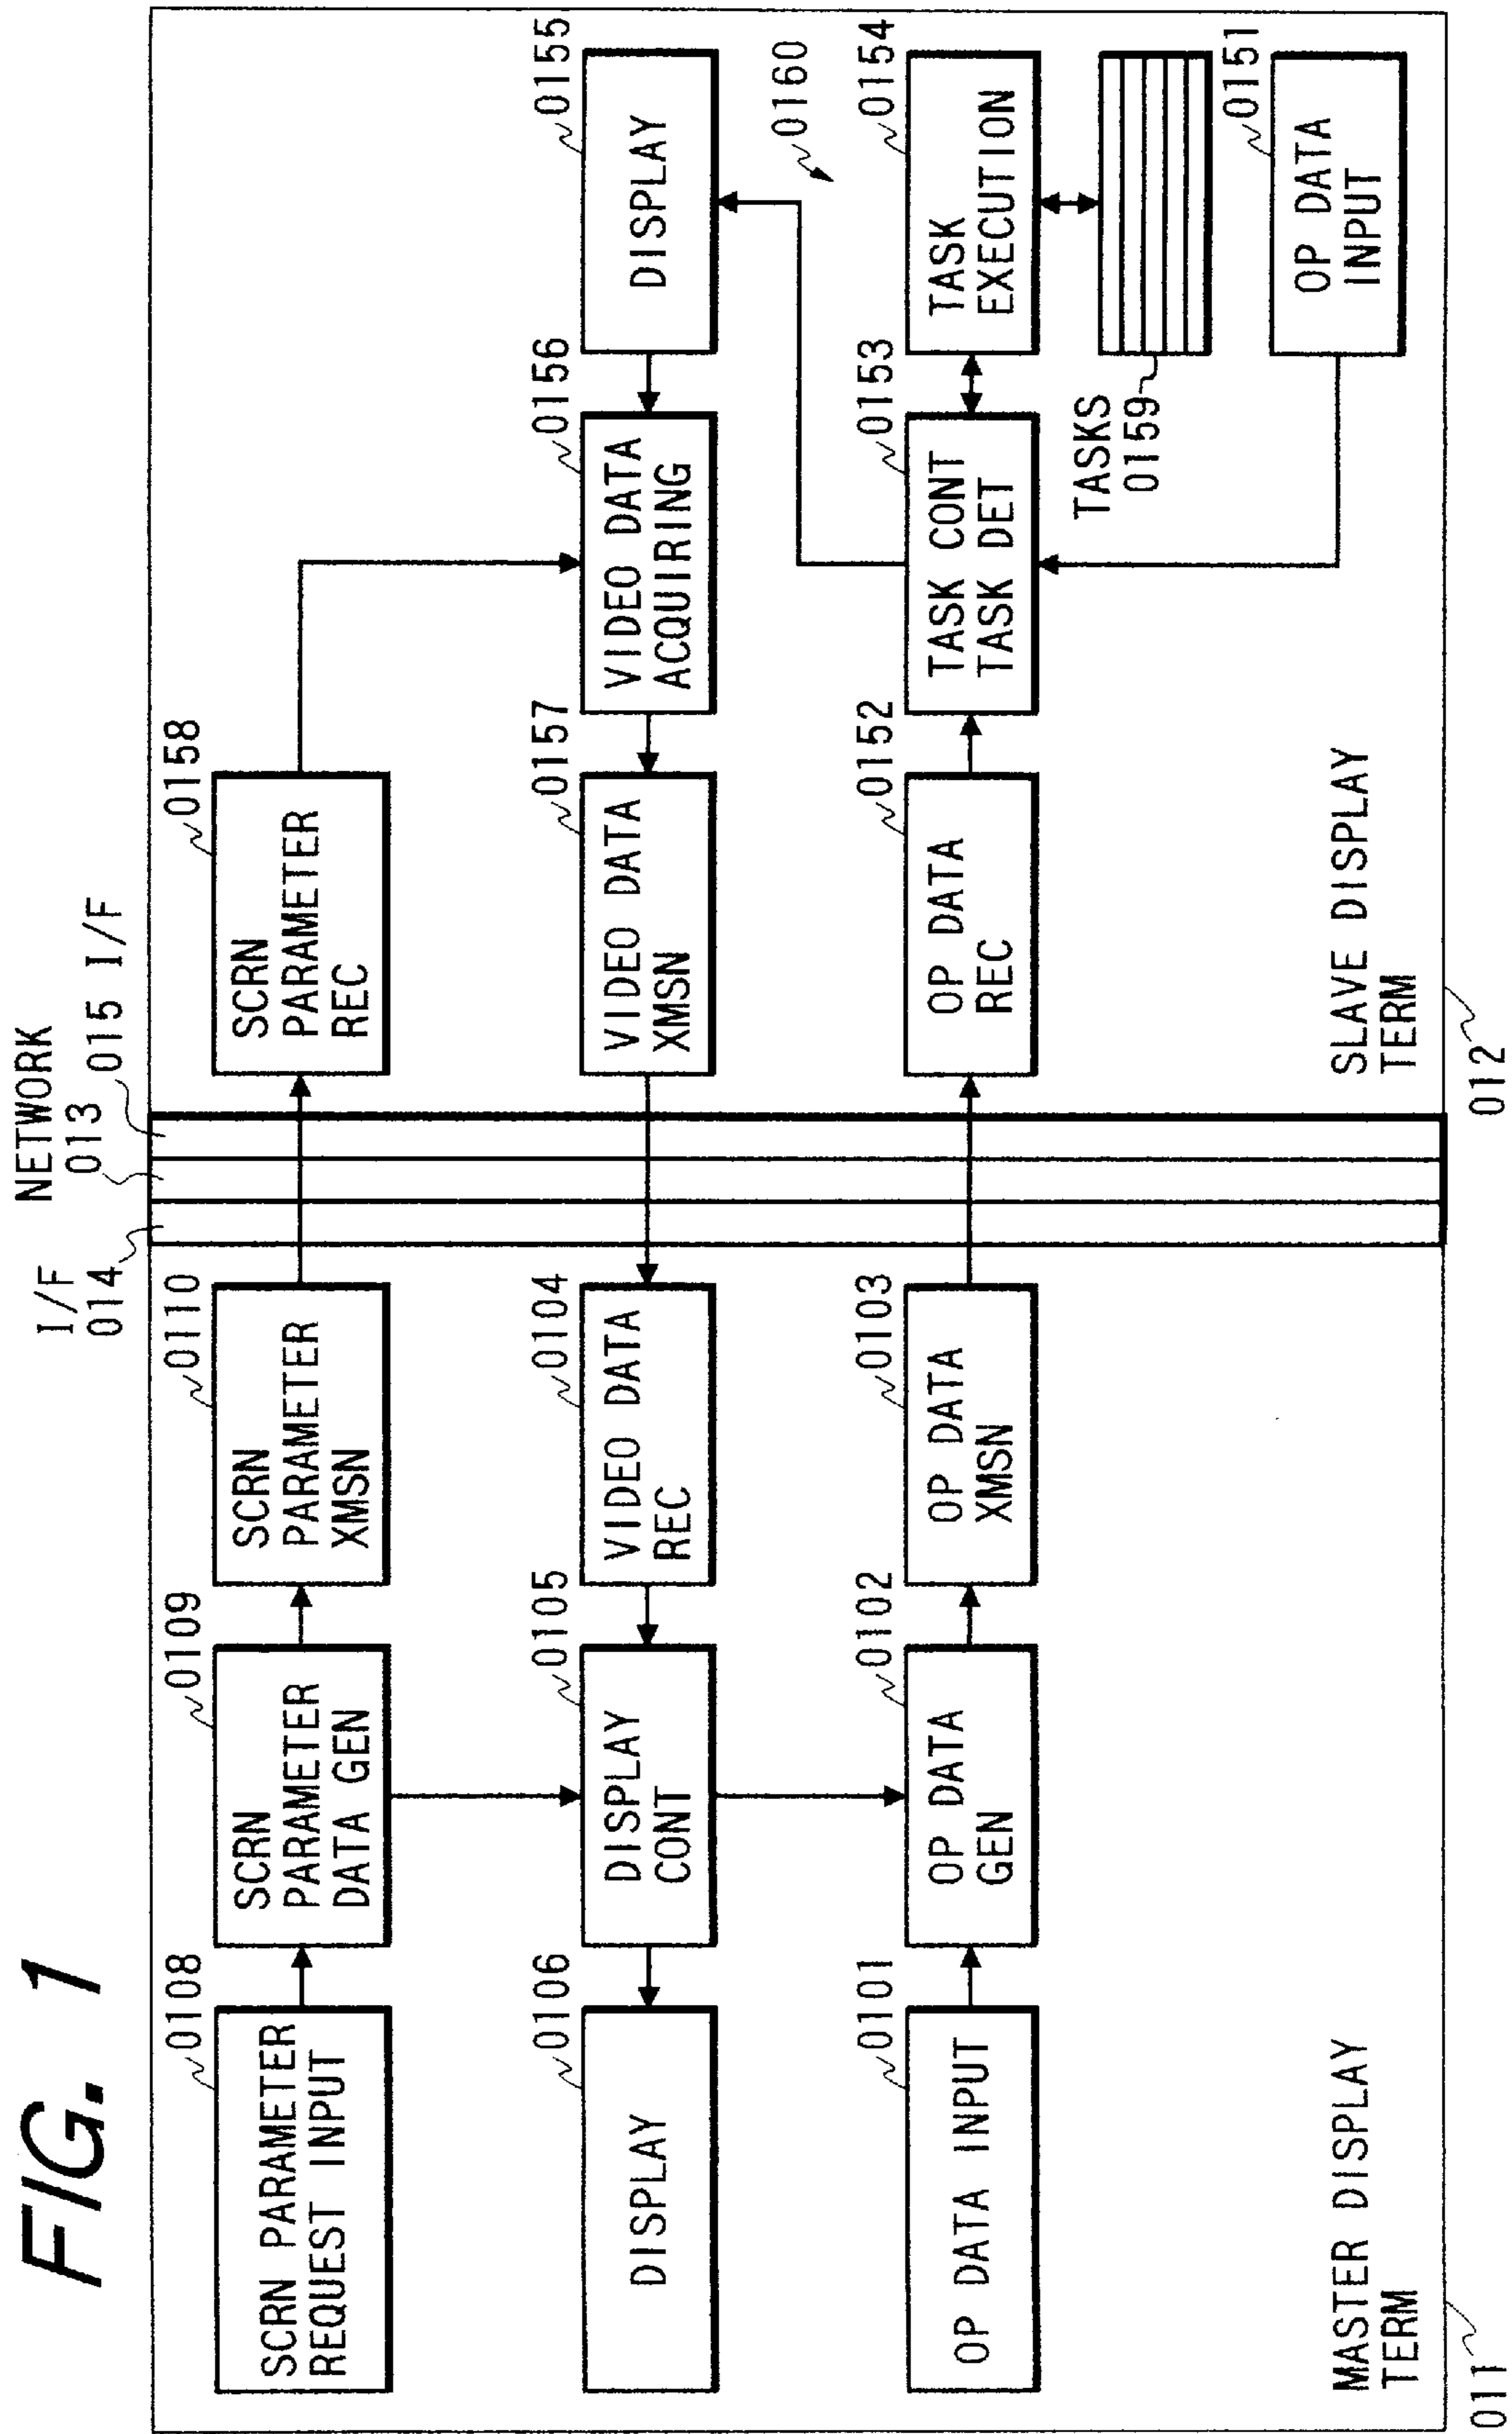 FIG. 1
NETWORK
I/F
014
013
015 I/F
0108
SCRN PARAMETER
REQUEST INPUT
0109
SCRN
PARAMETER
DATA GEN
0110
SCRN
PARAMETER
XMSN
0158
SCRN
PARAMETER
REC
0106
DISPLAY
0105
DISPLAY
CONT
0104
VIDEO DATA
REC
0157
VIDEO DATA
XMSN
0156
VIDEO DATA
ACQUIRING
0155
DISPLAY
0160
0101
OP DATA INPUT
0102
OP DATA
GEN
0103
OP DATA
XMSN
0152
OP DATA
REC
0153
TASK CONT
TASK DET
0154
TASK
EXECUTION
TASKS
0159
0151
OP DATA
INPUT
MASTER DISPLAY
TERM
011
SLAVE DISPLAY
TERM
012